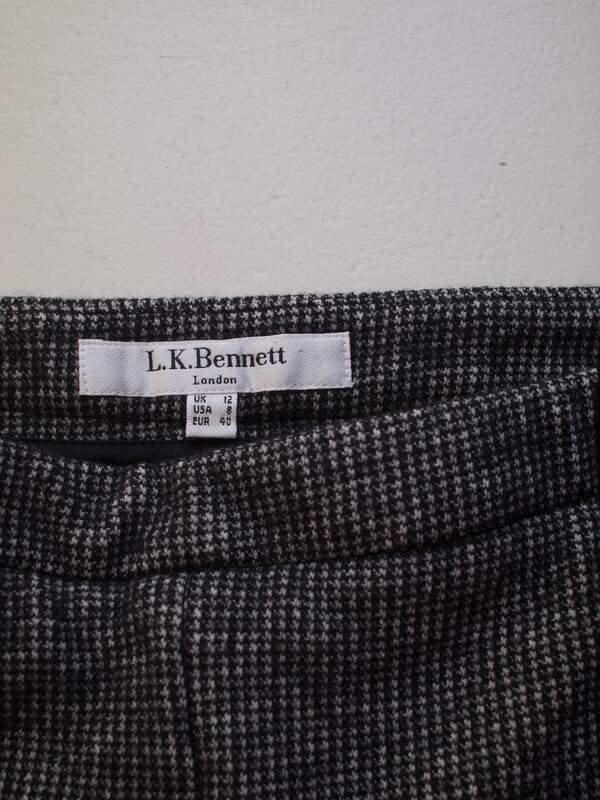 L.K.Bennett
London
UK 12
USA 8
EUR 40